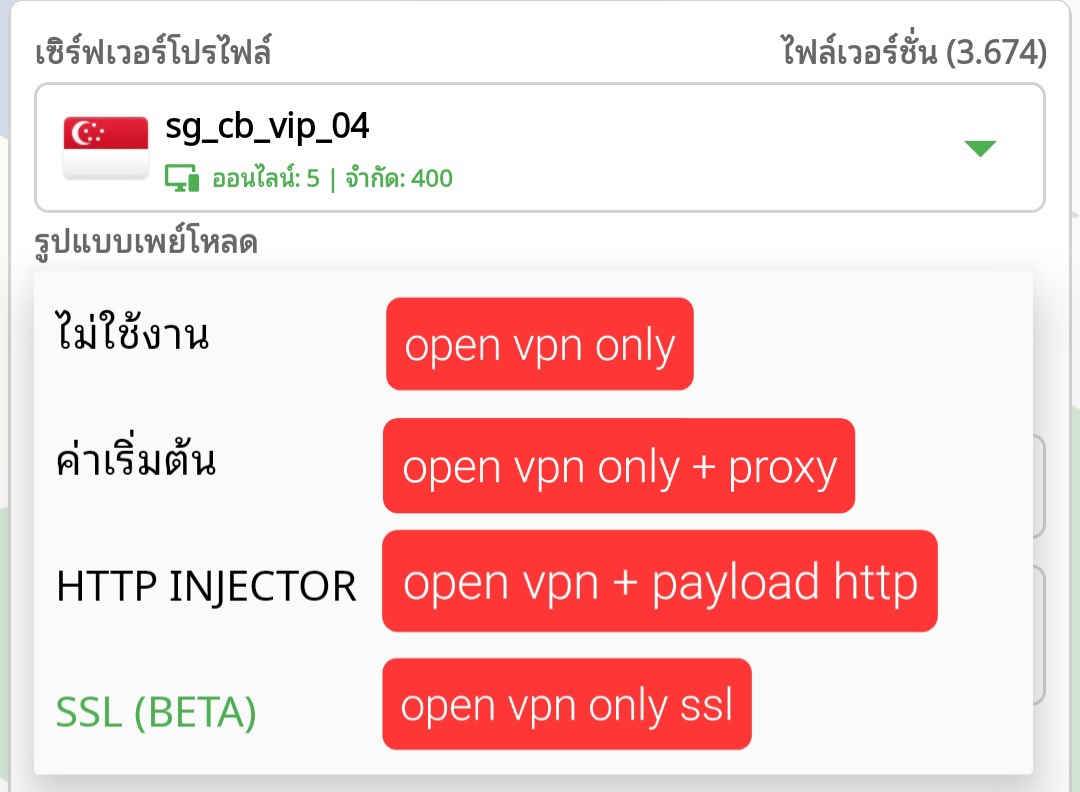 เซิร์ฟเวอร์โปรไฟล์ ไฟล์เวอร์ชั่น (3.674)
sg_cb_vip_04
ออนไลน์: 5 | จำกัด: 400
รูปแบบเพย์โหลด
ไม่ใช้งาน open vpn only
ค่าเริ่มต้น open vpn only + proxy
HTTP INJECTOR open vpn + payload http
SSL (BETA) open vpn only ssl